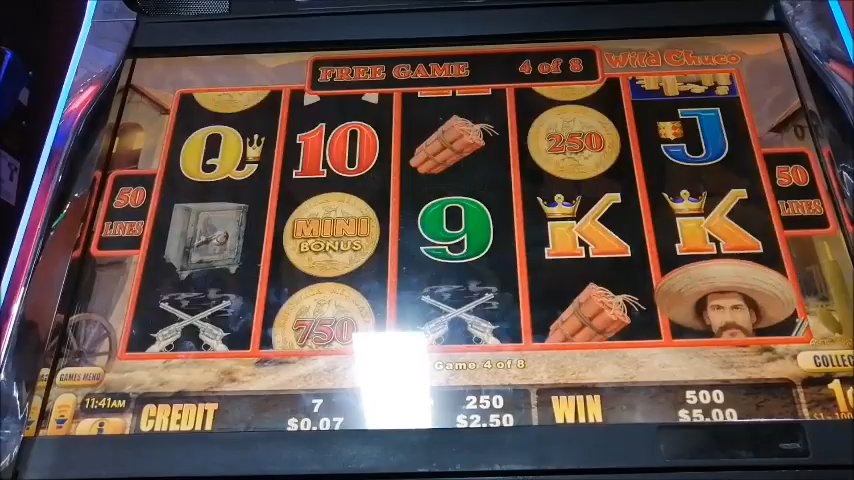 FREE GAME 4 of 8 Wild Chuco
Q 10 250 J
50 LINES
50 LINES
MINI BONUS 9 K K
750
Game 4 of 8
GAMES MENU
COLLECT
11:41AM
CREDIT 7 250 WIN 500
$0.07 $2.50 $5.00